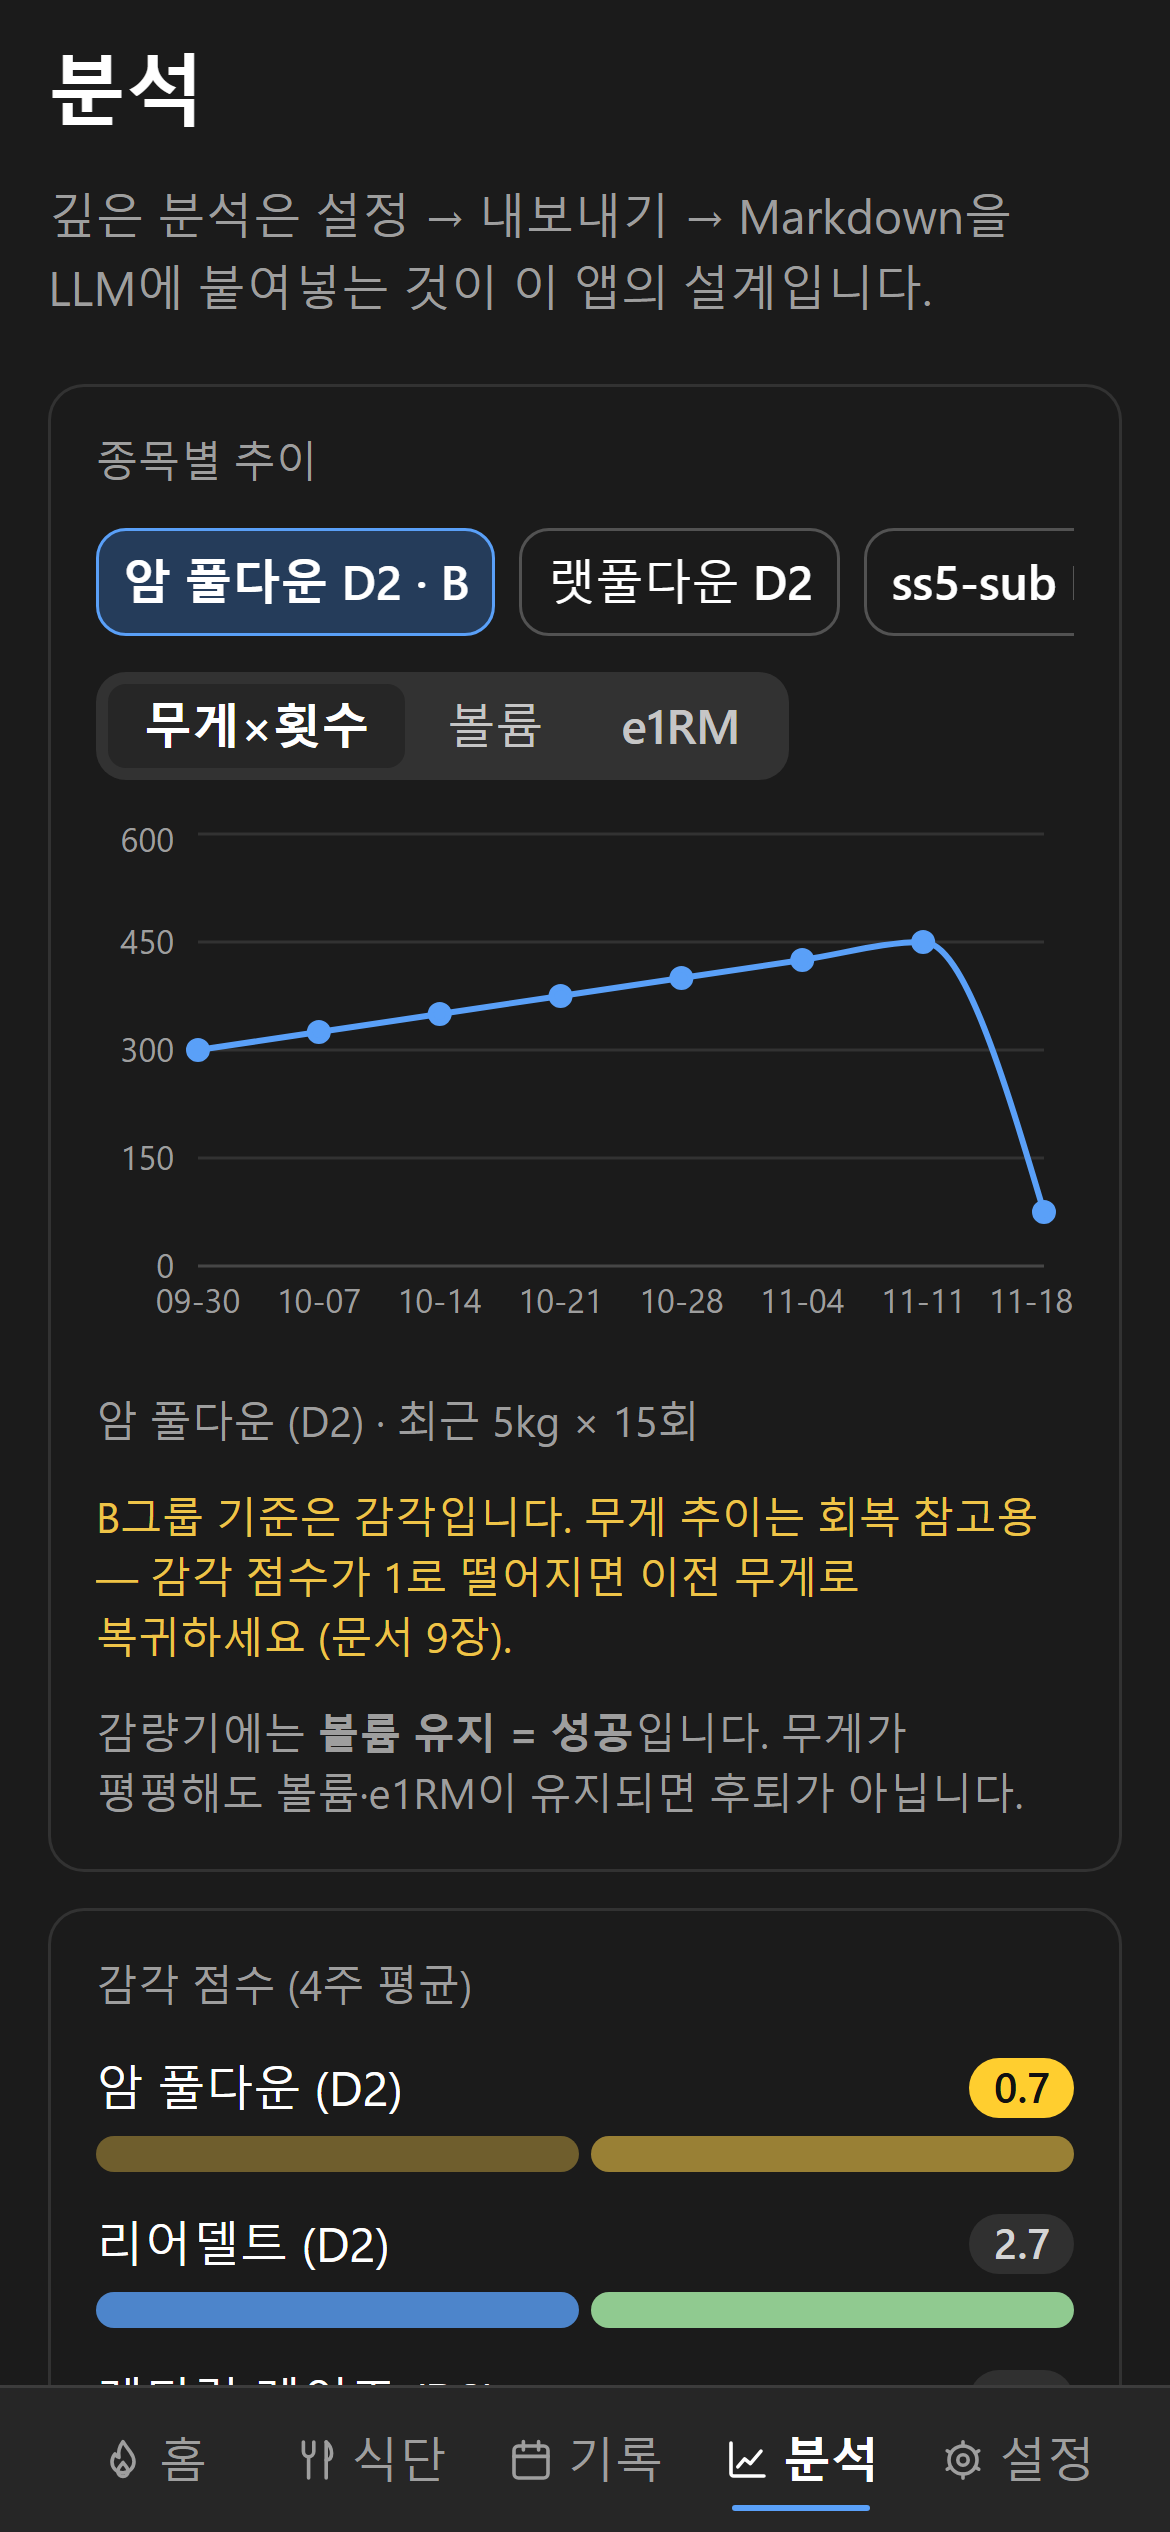 분석
깊은 분석은 설정 → 내보내기 → Markdown을
LLM에 붙여넣는 것이 이 앱의 설계입니다.
종목별 추이
암 풀다운 D2 · B
랫풀다운 D2
ss5-sub
무게×횟수
볼륨
e1RM
600
450
300
150
0
09-30 10-07 10-14 10-21 10-28 11-04 11-11 11-18
암 풀다운 (D2) · 최근 5kg × 15회
B그룹 기준은 감각입니다. 무게 추이는 회복 참고용
— 감각 점수가 1로 떨어지면 이전 무게로
복귀하세요 (문서 9장).
감량기에는 볼륨 유지 = 성공입니다. 무게가
평평해도 볼륨·e1RM이 유지되면 후퇴가 아닙니다.
감각 점수 (4주 평균)
암 풀다운 (D2)
0.7
리어델트 (D2)
2.7
홈
식단
기록
분석
설정